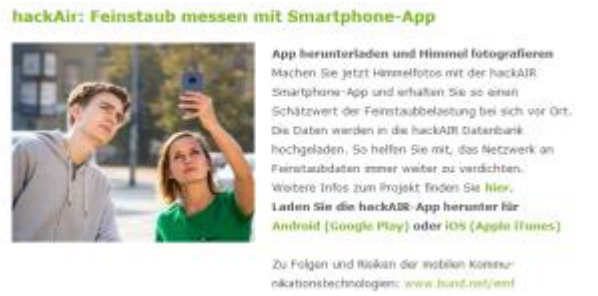 hackAir: Feinstaub messen mit Smartphone-App
App herunterladen und Himmel fotografieren
Machen Sie jetzt Himmelfotos mit der hackAIR
Smartphone-App und erhalten Sie so einen
Schätzwert der Feinstaubbelastung bei sich vor Ort.
Die Daten werden in die hackAIR Datenbank
hochgeladen. So helfen Sie mit, das Netzwerk an
Feinstaubdaten immer weiter zu verdichten.
Weitere Infos zum Projekt finden Sie hier.
Laden Sie die hackAIR-App herunter für
Android (Google Play) oder iOS (Apple iTunes)
Zu Folgen und Risiken der mobilen Kommu-
nikationstechnologien: www.bund.net/emf